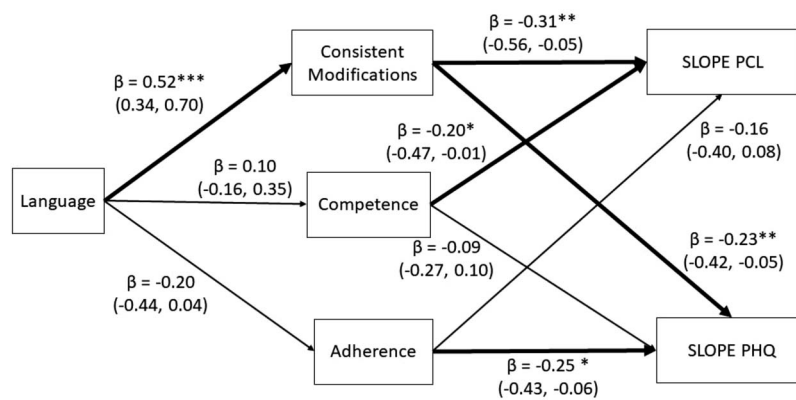 β = -0.31**
(-0.56, -0.05)
Consistent
Modifications
SLOPE PCL
β = 0.52***
(0.34, 0.70)
β = -0.20*
(-0.47, -0.01)
β = -0.16
(-0.40, 0.08)
β = 0.10
(-0.16, 0.35)
Language
Competence
β = -0.09
(-0.27, 0.10)
β = -0.23**
(-0.42, -0.05)
β = -0.20
(-0.44, 0.04)
Adherence
SLOPE PHQ
β = -0.25 *
(-0.43, -0.06)